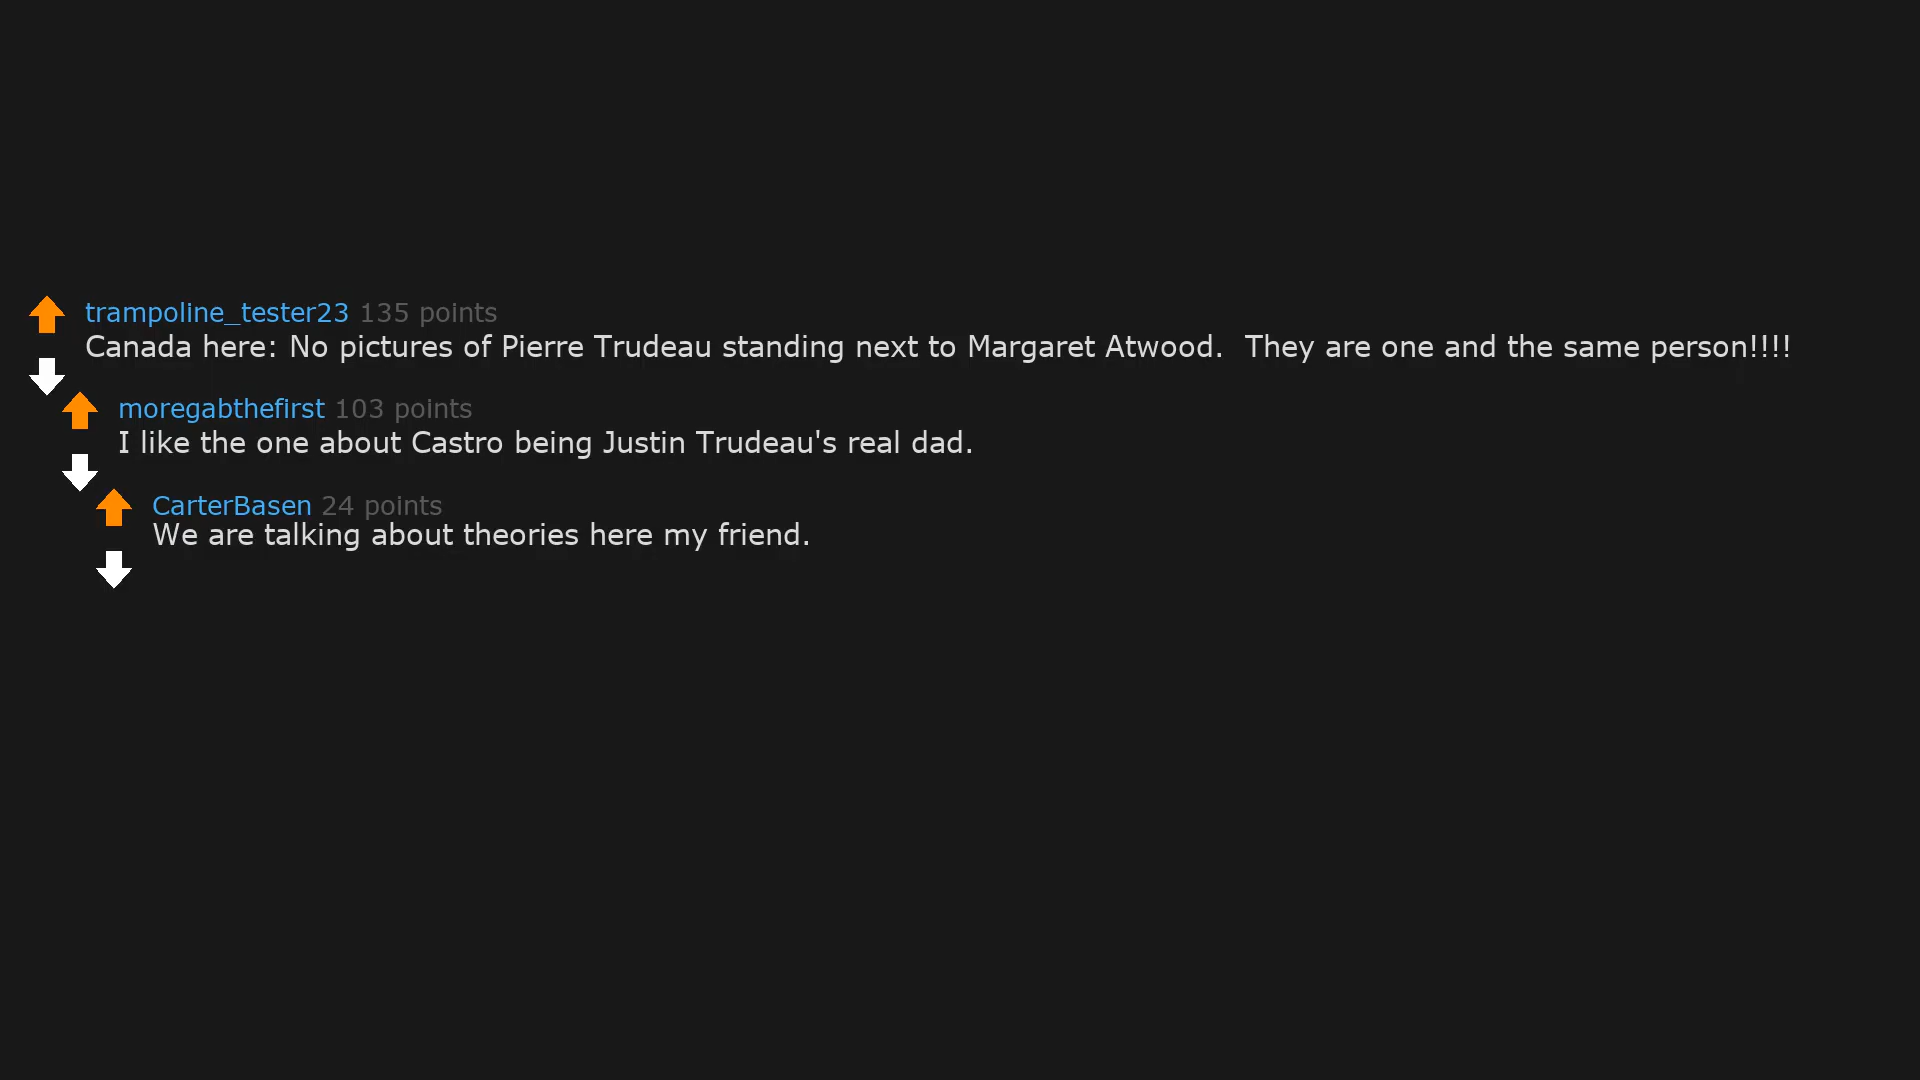 trampoline_tester23 135 points
Canada here: No pictures of Pierre Trudeau standing next to Margaret Atwood.  They are one and the same person!!!!
moregabthefirst 103 points
I like the one about Castro being Justin Trudeau's real dad.
CarterBasen 24 points
We are talking about theories here my friend.